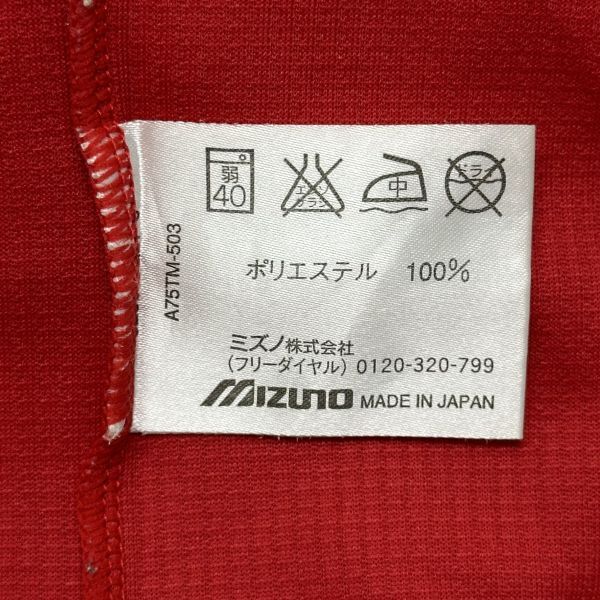 弱 40
エンソ サラシ
中
ドライ
A75TM-503
ポリエステル 100%
ミズノ株式会社
(フリーダイヤル) 0120-320-799
MIZUNO MADE IN JAPAN